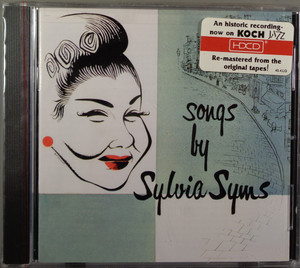 An historic recording-
now on KOCH JAZZ
HDCD
Re-mastered from the
original tapes!
songs
by
Sylvia Syms